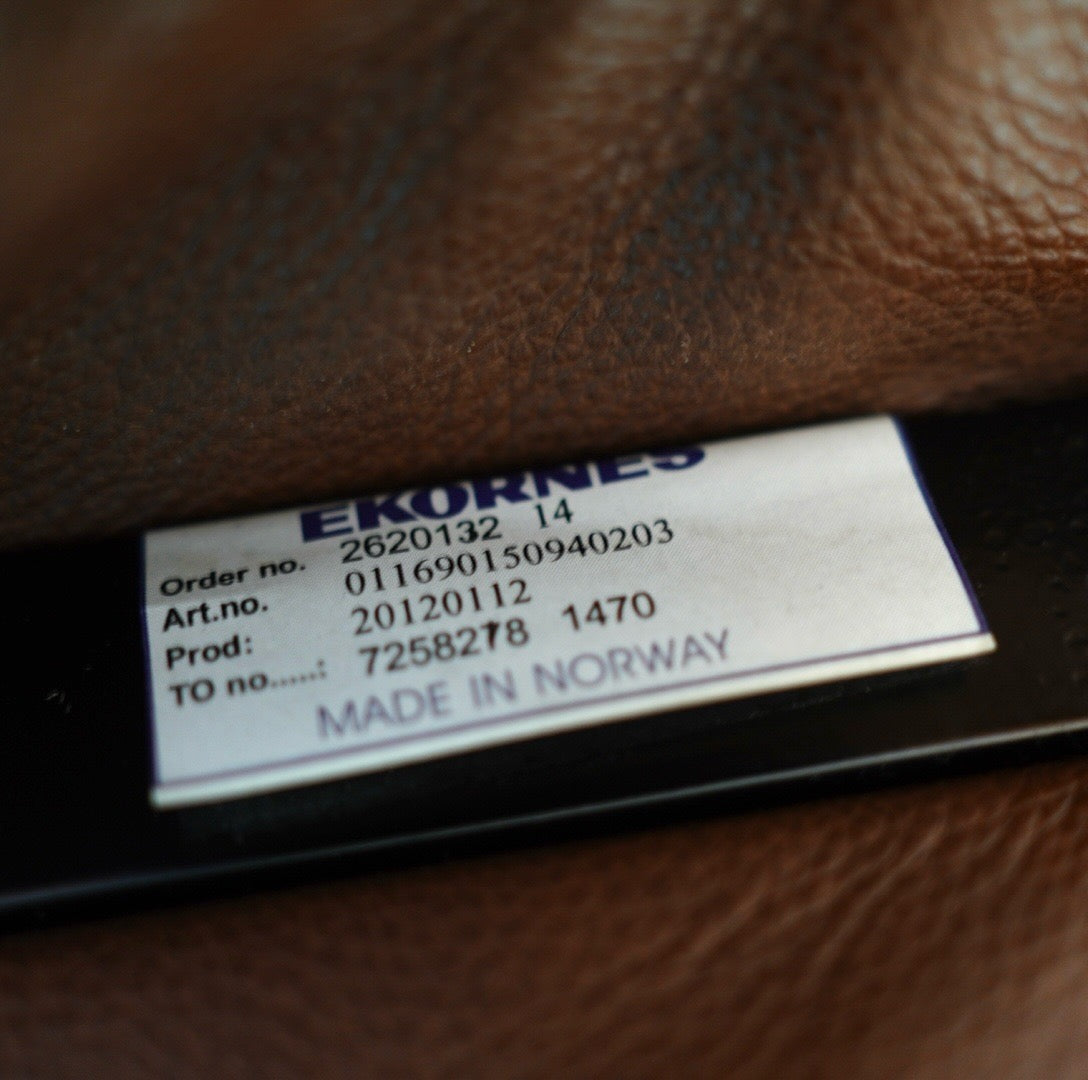 EKORNES
Order no. 2620132 14
Art.no. 011690150940203
Prod: 20120112
TO no.....: 7258278 1470
MADE IN NORWAY